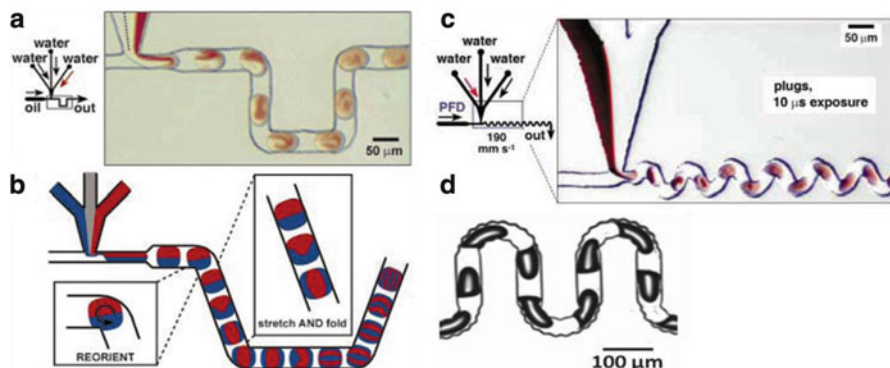 a
water
water
water
oil
out
50 μm
b
REORIENT
stretch AND fold
c
water
water
water
PFD
out
190
mm s⁻¹
50 μm
plugs,
10 μs exposure
d
100 μm